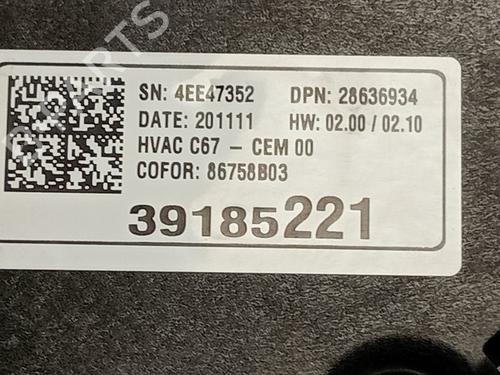 SN: 4EE47352 DPN: 28636934
DATE: 201111 HW: 02.00 / 02.10
HVAC C67 - CEM 00
COFOR: 86758B03
39185221